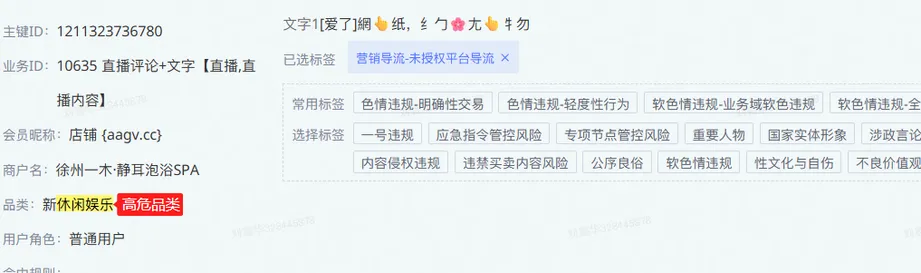 主键ID: 1211323736780
业务ID: 10635 直播评论+文字【直播,直
播内容】
会员昵称: 店铺 {aagv.cc}
商户名: 徐州一木·静耳泡浴SPA
品类: 新休闲娱乐 高危品类
用户角色: 普通用户
文字1[爱了]網👆纸，纟勹🌸尢👆牜勿
已选标签 营销导流-未授权平台导流 ×
常用标签 色情违规-明确性交易 色情违规-轻度性行为 软色情违规-业务域软色违规 软色情违规-全
选择标签 一号违规 应急指令管控风险 专项节点管控风险 重要人物 国家实体形象 涉政言论
内容侵权违规 违禁买卖内容风险 公序良俗 软色情违规 性文化与自伤 不良价值观